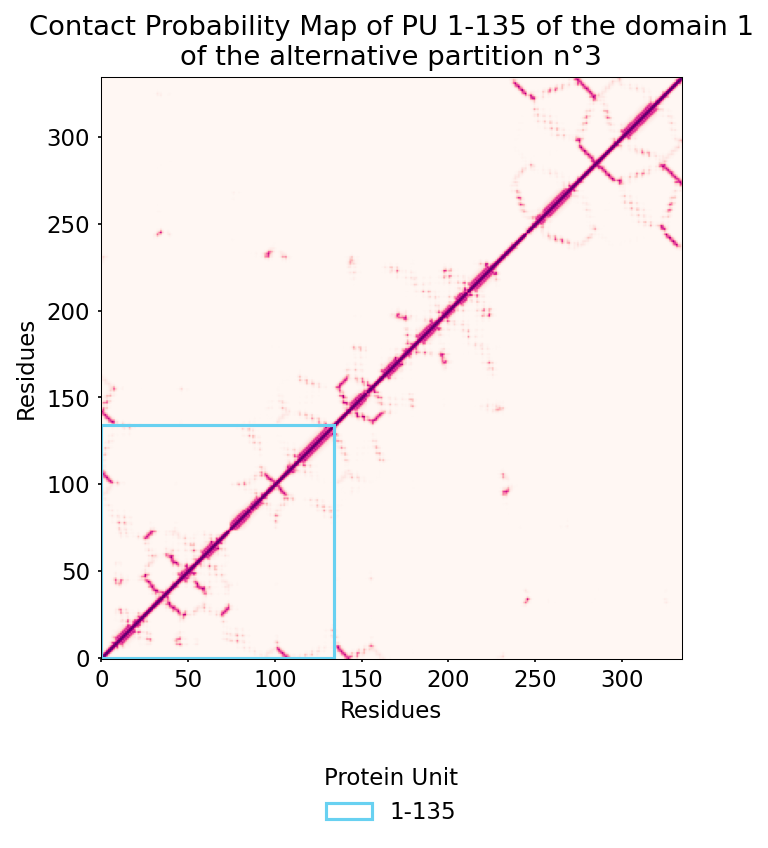 Contact Probability Map of PU 1-135 of the domain 1
of the alternative partition n°3
300
250
200
150
100
50
0
Residues
0 50 100 150 200 250 300
Residues
Protein Unit
1-135